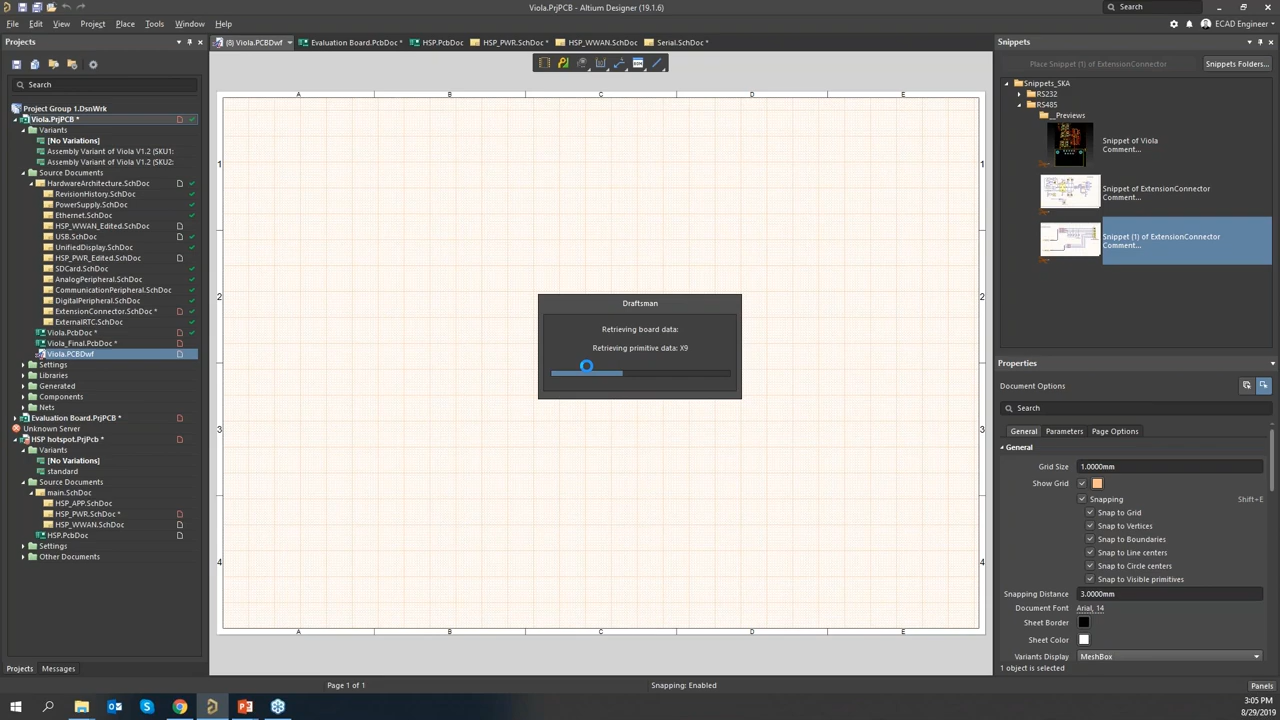 Viola.PrjPCB - Altium Designer (19.1.6)
Search
File
Edit
View
Project
Place
Tools
Window
Help
ECAD Engineer
Projects
Search
Project Group 1.DsnWrk
Viola.PrjPCB *
Variants
[No Variations]
Assembly Variant of Viola V1.2 (SKU1:
Assembly Variant of Viola V1.2 (SKU2:
Source Documents
HardwareArchitecture.SchDoc
RevisionHistory.SchDoc
PowerSupply.SchDoc
Ethernet.SchDoc
HSP_WWAN_Edited.SchDoc
USB.SchDoc
UnifiedDisplay.SchDoc
HSP_PWR_Edited.SchDoc
SDCard.SchDoc
AnalogPeripheral.SchDoc
CommunicationPeripheral.SchDoc
DigitalPeripheral.SchDoc
ExtensionConnector.SchDoc *
ExternalRTC.SchDoc
Viola.PcbDoc *
Viola_Final.PcbDoc *
Viola.PCBDwf
Settings
Libraries
Generated
Components
Nets
Evaluation Board.PrjPCB *
Unknown Server
HSP hotspot.PrjPcb *
Variants
[No Variations]
standard
Source Documents
main.SchDoc
HSP_APP.SchDoc
HSP_PWR.SchDoc *
HSP_WWAN.SchDoc
HSP.PcbDoc
Settings
Other Documents
Projects
Messages
(8) Viola.PCBDwf
Evaluation Board.PcbDoc *
HSP.PcbDoc
HSP_PWR.SchDoc *
HSP_WWAN.SchDoc
Serial.SchDoc *
A
B
C
D
E
1
1
2
2
3
3
4
4
A
B
C
D
E
Draftsman
Retrieving board data:
Retrieving primitive data: X9
Page 1 of 1
Snapping: Enabled
Snippets
Place Snippet (1) of ExtensionConnector
Snippets Folders...
Snippets_SKA
RS232
RS485
__Previews
Snippet of Viola
Comment...
Snippet of ExtensionConnector
Comment...
Snippet (1) of ExtensionConnector
Comment...
Properties
Document Options
Search
General
Parameters
Page Options
General
Grid Size
1.0000mm
Show Grid
Snapping
Shift+E
Snap to Grid
Snap to Vertices
Snap to Boundaries
Snap to Line centers
Snap to Circle centers
Snap to Visible primitives
Snapping Distance
3.0000mm
Document Font
Arial, 14
Sheet Border
Sheet Color
Variants Display
MeshBox
1 object is selected
Panels
3:05 PM
8/29/2019